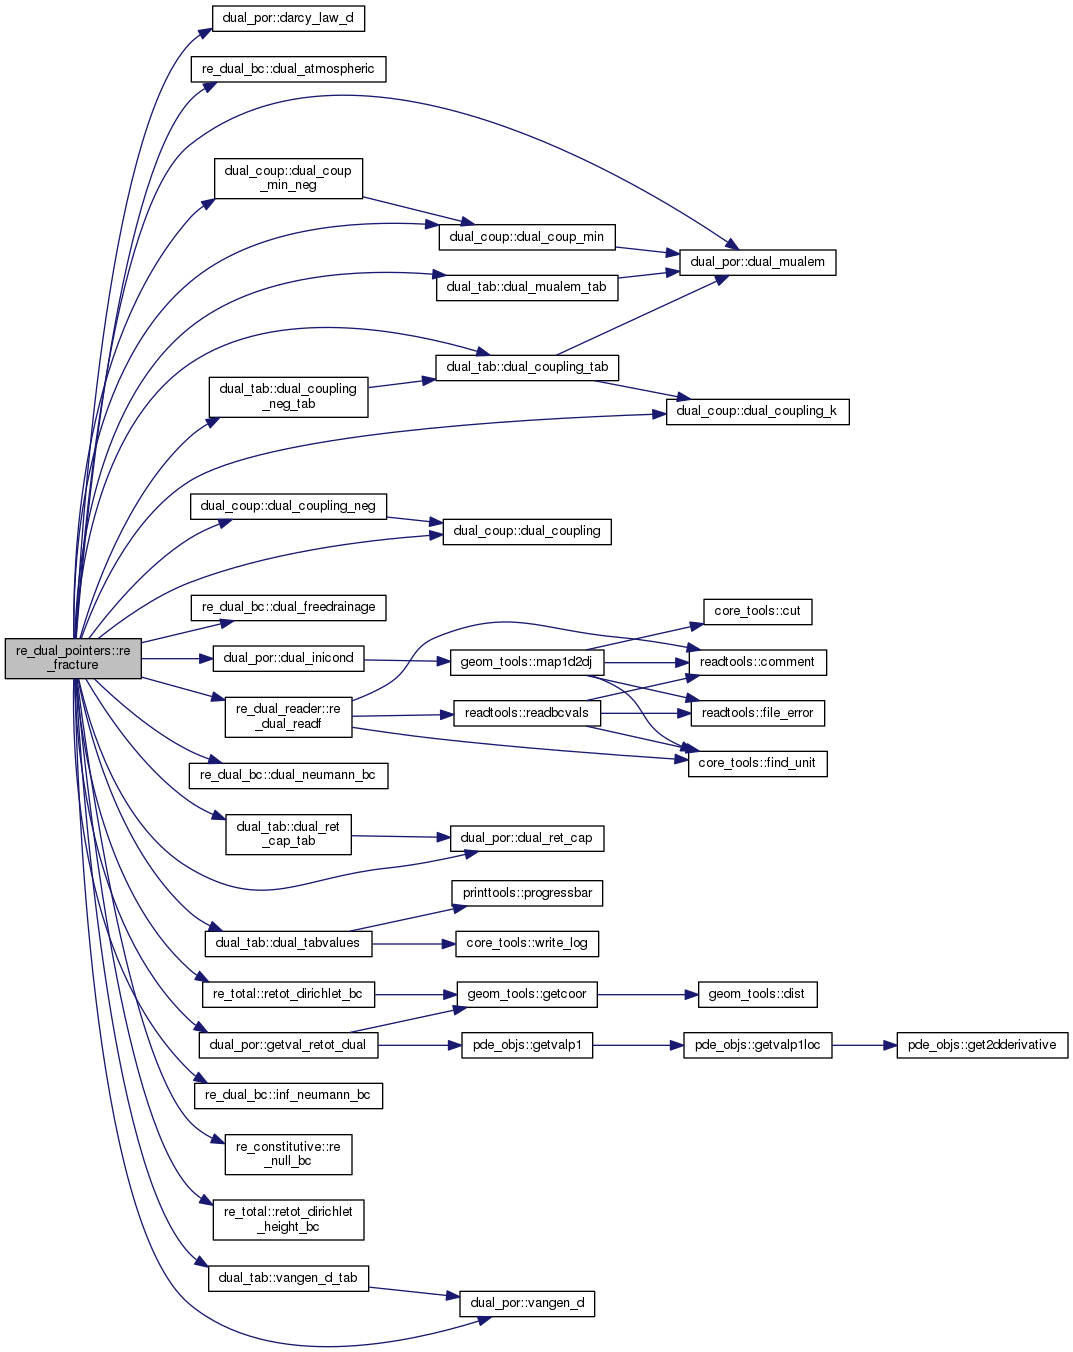 dual_por::darcy_law_d
re_dual_bc::dual_atmospheric
dual_coup::dual_coup
_min_neg
dual_coup::dual_coup_min
dual_por::dual_mualem
dual_tab::dual_mualem_tab
dual_tab::dual_coupling_tab
dual_tab::dual_coupling
_neg_tab
dual_coup::dual_coupling_k
dual_coup::dual_coupling_neg
dual_coup::dual_coupling
re_dual_bc::dual_freedrainage
core_tools::cut
re_dual_pointers::re
_fracture
dual_por::dual_inicond
geom_tools::map1d2dj
readtools::comment
re_dual_reader::re
_dual_readf
readtools::readbcvals
readtools::file_error
core_tools::find_unit
re_dual_bc::dual_neumann_bc
dual_tab::dual_ret
_cap_tab
dual_por::dual_ret_cap
printtools::progressbar
dual_tab::dual_tabvalues
core_tools::write_log
re_total::retot_dirichlet_bc
geom_tools::getcoor
geom_tools::dist
dual_por::getval_retot_dual
pde_objs::getvalp1
pde_objs::getvalp1loc
pde_objs::get2dderivative
re_dual_bc::inf_neumann_bc
re_constitutive::re
_null_bc
re_total::retot_dirichlet
_height_bc
dual_tab::vangen_d_tab
dual_por::vangen_d